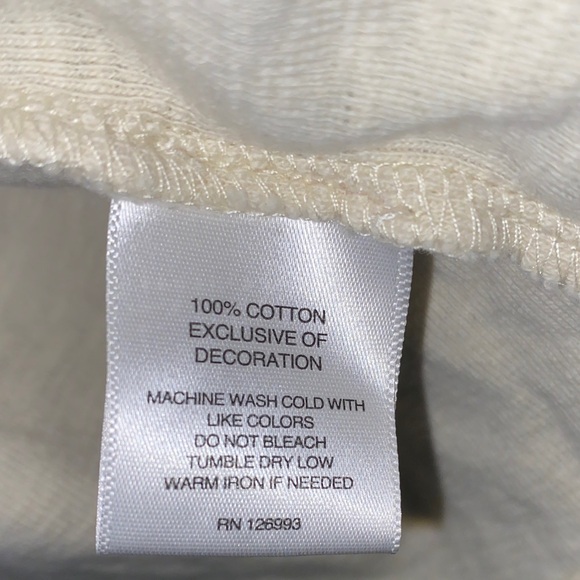 100% COTTON
EXCLUSIVE OF
DECORATION
MACHINE WASH COLD WITH
LIKE COLORS
DO NOT BLEACH
TUMBLE DRY LOW
WARM IRON IF NEEDED
RN 126993